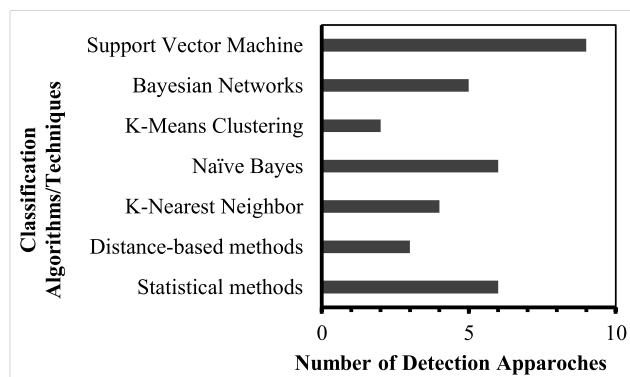 Support Vector Machine
Bayesian Networks
K-Means Clustering
Naïve Bayes
K-Nearest Neighbor
Distance-based methods
Statistical methods
Classification
Algorithms/Techniques
0 5 10
Number of Detection Apparoches